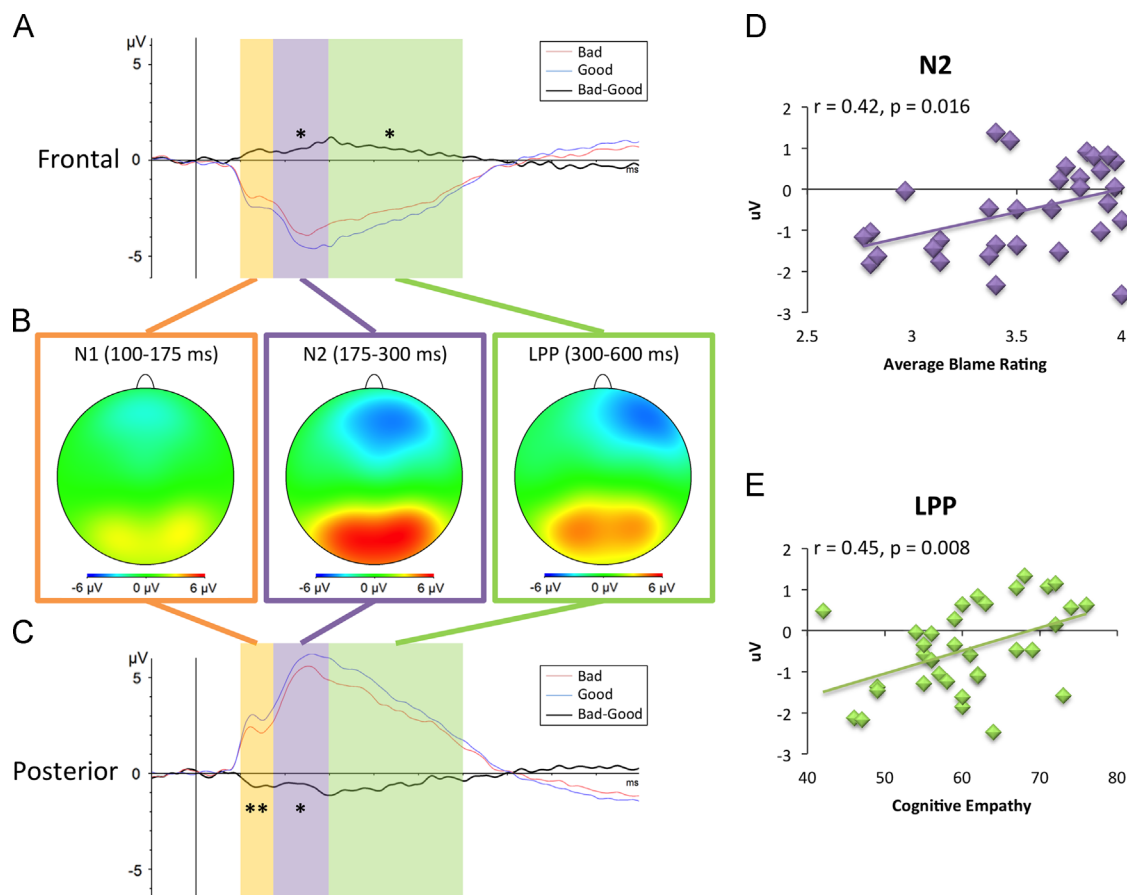 A
μV
5
Bad
Good
Bad-Good
*
*
Frontal
0
ms
-5
B
N1 (100-175 ms)
N2 (175-300 ms)
LPP (300-600 ms)
-6 μV
0 μV
6 μV
-6 μV
0 μV
6 μV
-6 μV
0 μV
6 μV
C
μV
5
Bad
Good
Bad-Good
Posterior
0
ms
**
*
-5
D
N2
r = 0.42, p = 0.016
2
1
0
-1
-2
-3
uV
2.5
3
3.5
4
Average Blame Rating
E
LPP
r = 0.45, p = 0.008
2
1
0
-1
-2
-3
uV
40
50
60
70
80
Cognitive Empathy